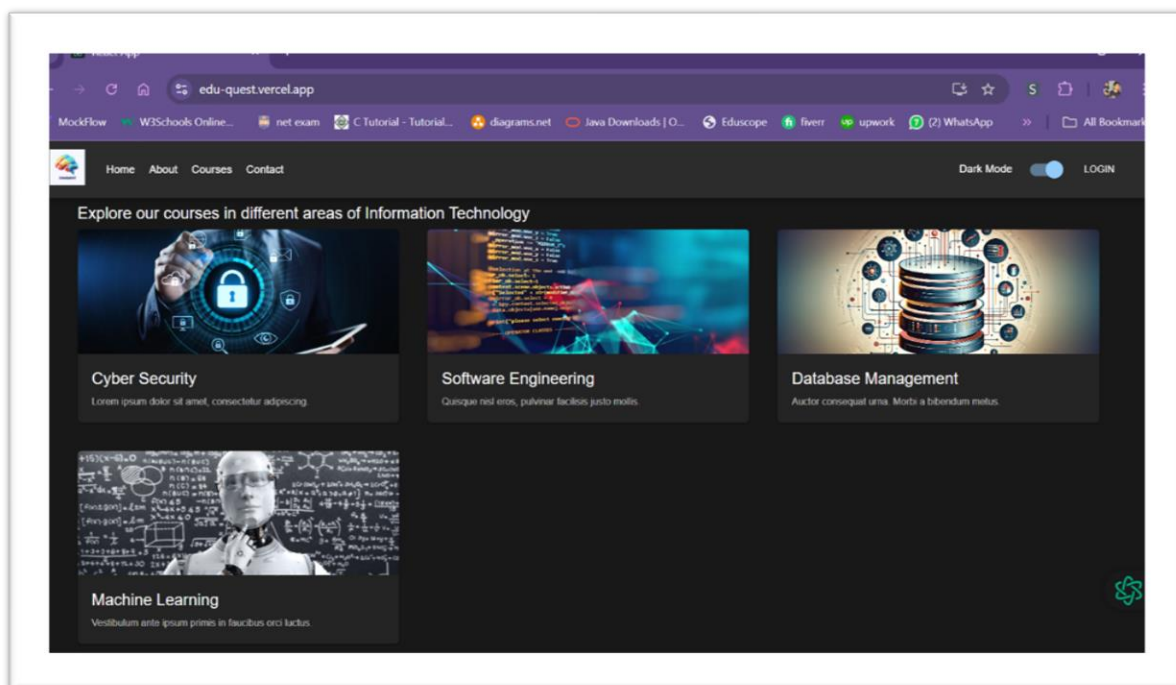 React App
edu-quest.vercel.app
MockFlow W3Schools Online... net exam C Tutorial - Tutorial... diagrams.net Java Downloads | O... Eduscope fiverr upwork (2) WhatsApp » All Bookmark
Home About Courses Contact Dark Mode LOGIN
Explore our courses in different areas of Information Technology
Cyber Security
Lorem ipsum dolor sit amet, consectetur adipiscing.
Software Engineering
Quisque nisl eros, pulvinar facilisis justo mollis.
Database Management
Auctor consequat urna. Morbi a bibendum metus.
Machine Learning
Vestibulum ante ipsum primis in faucibus orci luctus